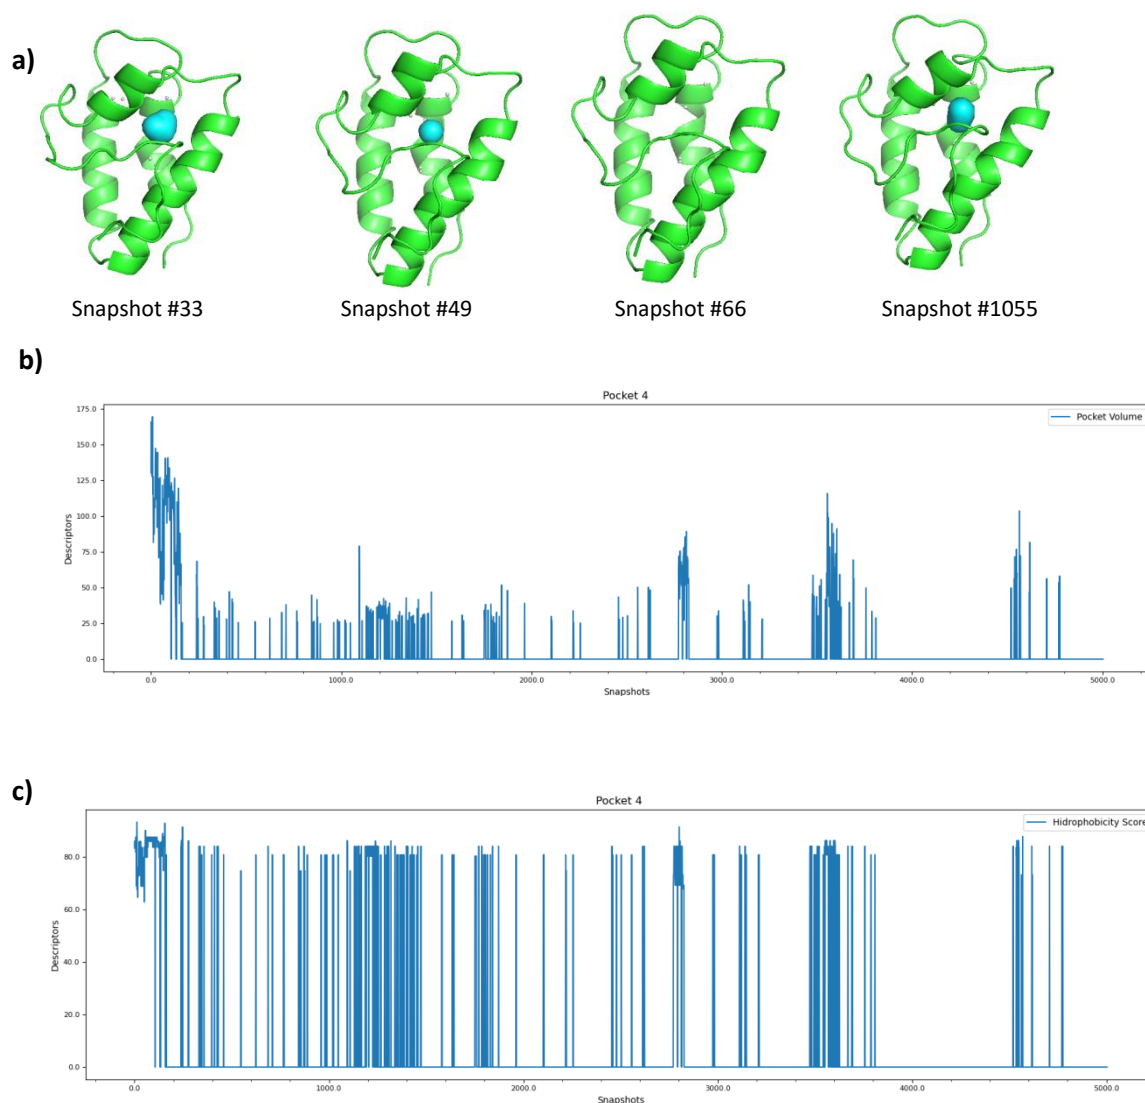 a)
Snapshot #33
Snapshot #49
Snapshot #66
Snapshot #1055
b)
Pocket 4
Pocket Volume
175.0
150.0
125.0
100.0
75.0
50.0
25.0
0.0
Descriptors
0.0 1000.0 2000.0 3000.0 4000.0 5000.0
Snapshots
c)
Pocket 4
Hidrophobicity Score
80.0
60.0
40.0
20.0
0.0
Descriptors
0.0 1000.0 2000.0 3000.0 4000.0 5000.0
Snapshots